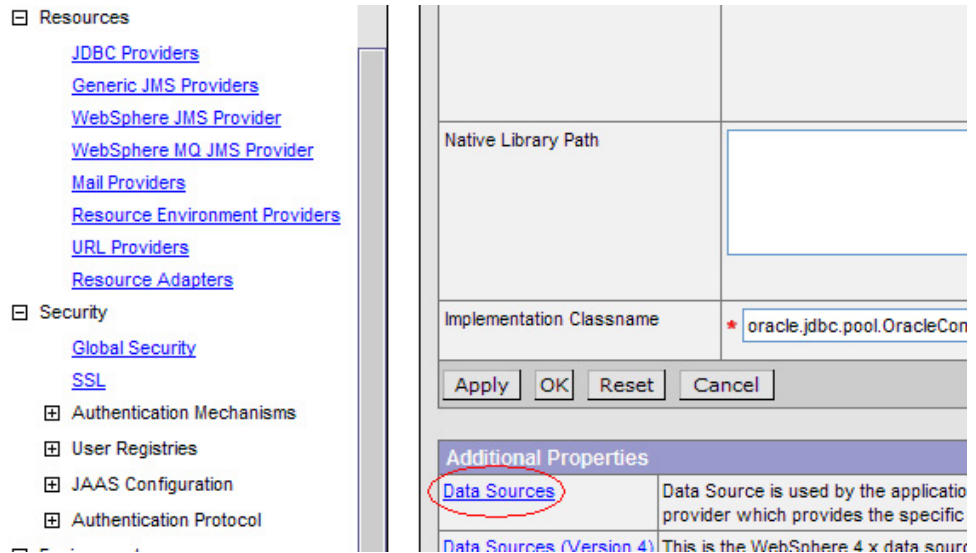 Resources
JDBC Providers
Generic JMS Providers
WebSphere JMS Provider
WebSphere MQ JMS Provider
Mail Providers
Resource Environment Providers
URL Providers
Resource Adapters
Security
Global Security
SSL
Authentication Mechanisms
User Registries
JAAS Configuration
Authentication Protocol
Native Library Path
Implementation Classname
* oracle.jdbc.pool.OracleCon
Apply OK Reset Cancel
Additional Properties
Data Sources
Data Source is used by the applicatio
provider which provides the specific
Data Sources (Version 4)
This is the WebSphere 4.x data sourc